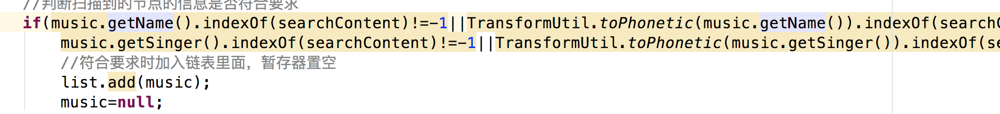 //判断扫描到的节点的信息是否符合要求
if(music.getName().indexOf(searchContent)!=-1||TransformUtil.toPhonetic(music.getName()).indexOf(search
music.getSinger().indexOf(searchContent)!=-1||TransformUtil.toPhonetic(music.getSinger()).indexOf(se
//符合要求时加入链表里面，暂存器置空
list.add(music);
music=null;